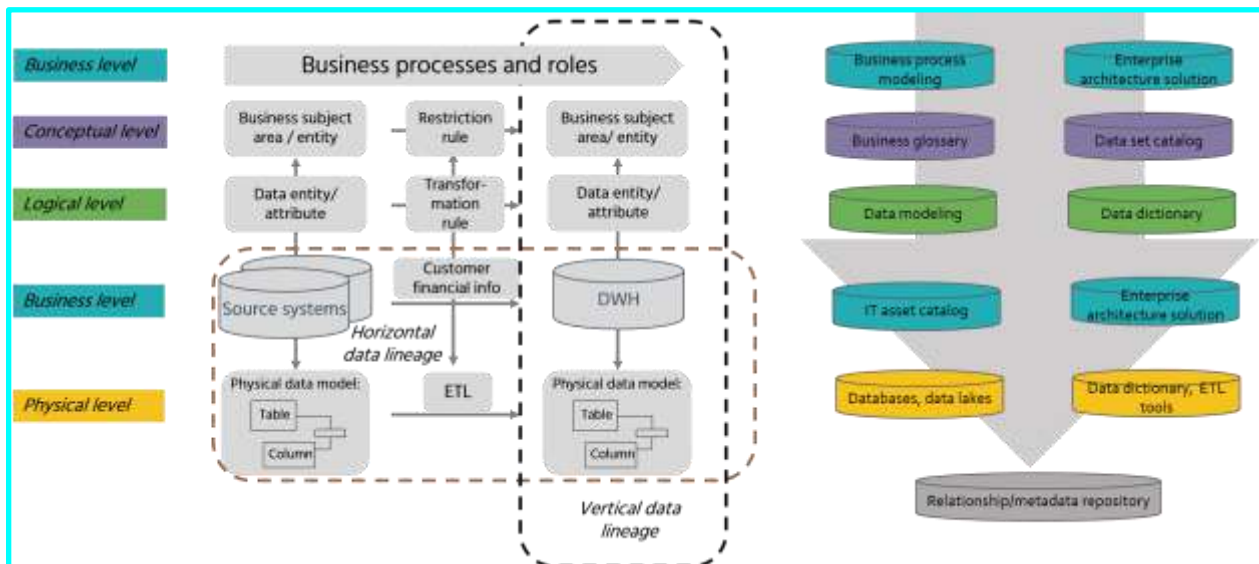 Business level
Business processes and roles
Business process
modeling
Enterprise
architecture solution
Conceptual level
Business subject
area / entity
Restriction
rule
Business subject
area/ entity
Business glossary
Data set catalog
Logical level
Data entity/
attribute
Transfor-
mation
rule
Data entity/
attribute
Data modeling
Data dictionary
Business level
Source systems
Customer
financial info
DWH
IT asset catalog
Enterprise
architecture solution
Horizontal
data lineage
Physical level
Physical data model:
Table
Column
ETL
Physical data model:
Table
Column
Databases, data lakes
Data dictionary, ETL
tools
Vertical data
lineage
Relationship/metadata repository